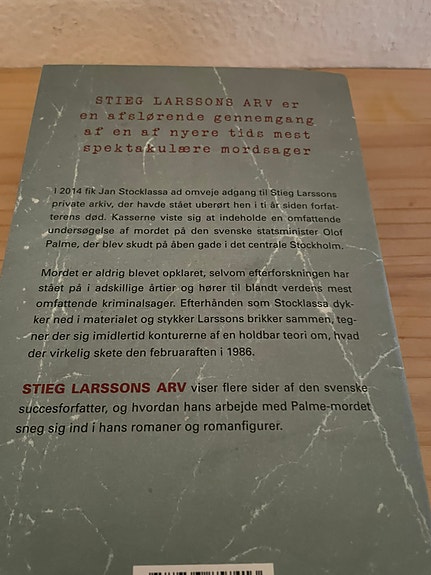 STIEG LARSSONS ARV er
en afslørende gennemgang
af en af nyere tids mest
spektakulære mordsager
I 2014 fik Jan Stocklassa ad omveje adgang til Stieg Larssons
private arkiv, der havde stået uberørt hen i ti år siden forfat-
terens død. Kasserne viste sig at indeholde en omfattende
undersøgelse af mordet på den svenske statsminister Olof
Palme, der blev skudt på åben gade i det centrale Stockholm.
Mordet er aldrig blevet opklaret, selvom efterforskningen har
stået på i adskillige årtier og hører til blandt verdens mest
omfattende kriminalsager. Efterhånden som Stocklassa dyk-
ker ned i materialet og stykker Larssons brikker sammen, teg-
ner der sig imidlertid konturerne af en holdbar teori om, hvad
der virkelig skete den februaraften i 1986.
STIEG LARSSONS ARV viser flere sider af den svenske
succesforfatter, og hvordan hans arbejde med Palme-mordet
sneg sig ind i hans romaner og romanfigurer.